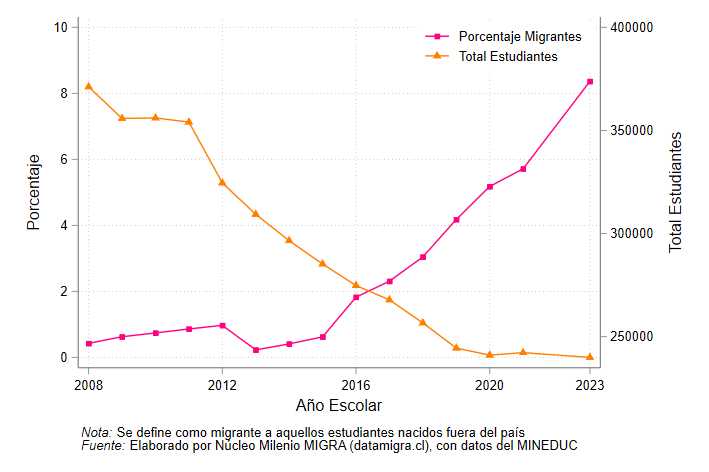 10
400000
Porcentaje Migrantes
Total Estudiantes
8
350000
6
Porcentaje
Total Estudiantes
4
300000
2
250000
0
2008
2012
2016
2020
2023
Año Escolar
Nota: Se define como migrante a aquellos estudiantes nacidos fuera del país
Fuente: Elaborado por Núcleo Milenio MIGRA (datamigra.cl), con datos del MINEDUC